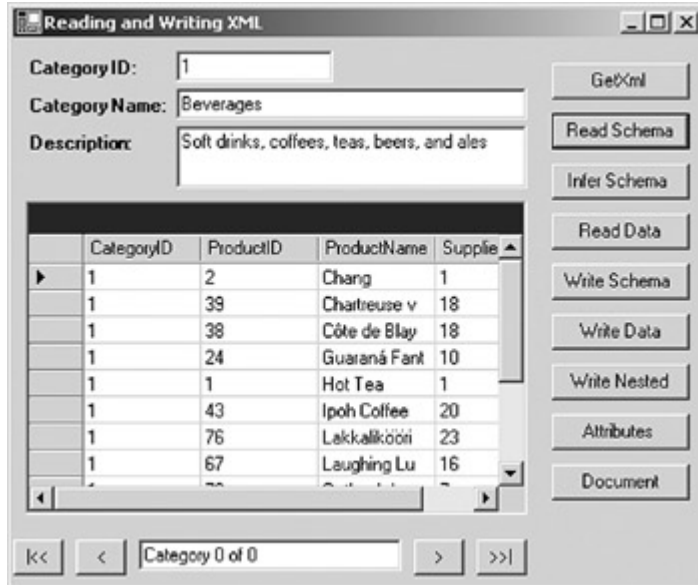 Reading and Writing XML
Category ID: 1
GetXml
Category Name: Beverages
Read Schema
Description: Soft drinks, coffees, teas, beers, and ales
Infer Schema
Read Data
CategoryID ProductID ProductName Supplie
1 2 Chang 1
Write Schema
1 39 Chartreuse v 18
1 38 Côte de Blay 18
Write Data
1 24 Guaraná Fant 10
1 1 Hot Tea 1
Write Nested
1 43 Ipoh Coffee 20
1 76 Lakkalikööri 23
Attributes
1 67 Laughing Lu 16
Document
|<< < Category 0 of 0 > >>|